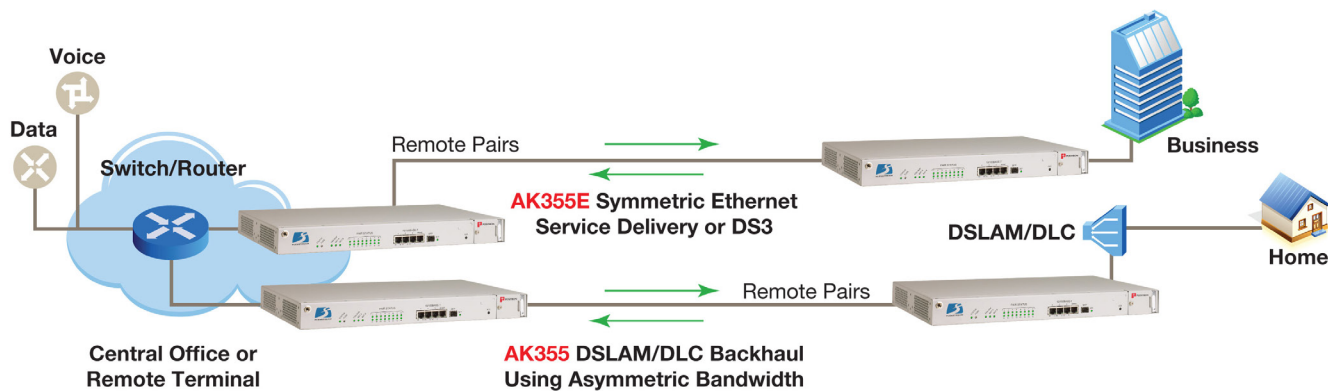 Voice
Data
Switch/Router
Remote Pairs
AK355E Symmetric Ethernet
Service Delivery or DS3
Business
DSLAM/DLC
Home
Remote Pairs
Central Office or
Remote Terminal
AK355 DSLAM/DLC Backhaul
Using Asymmetric Bandwidth